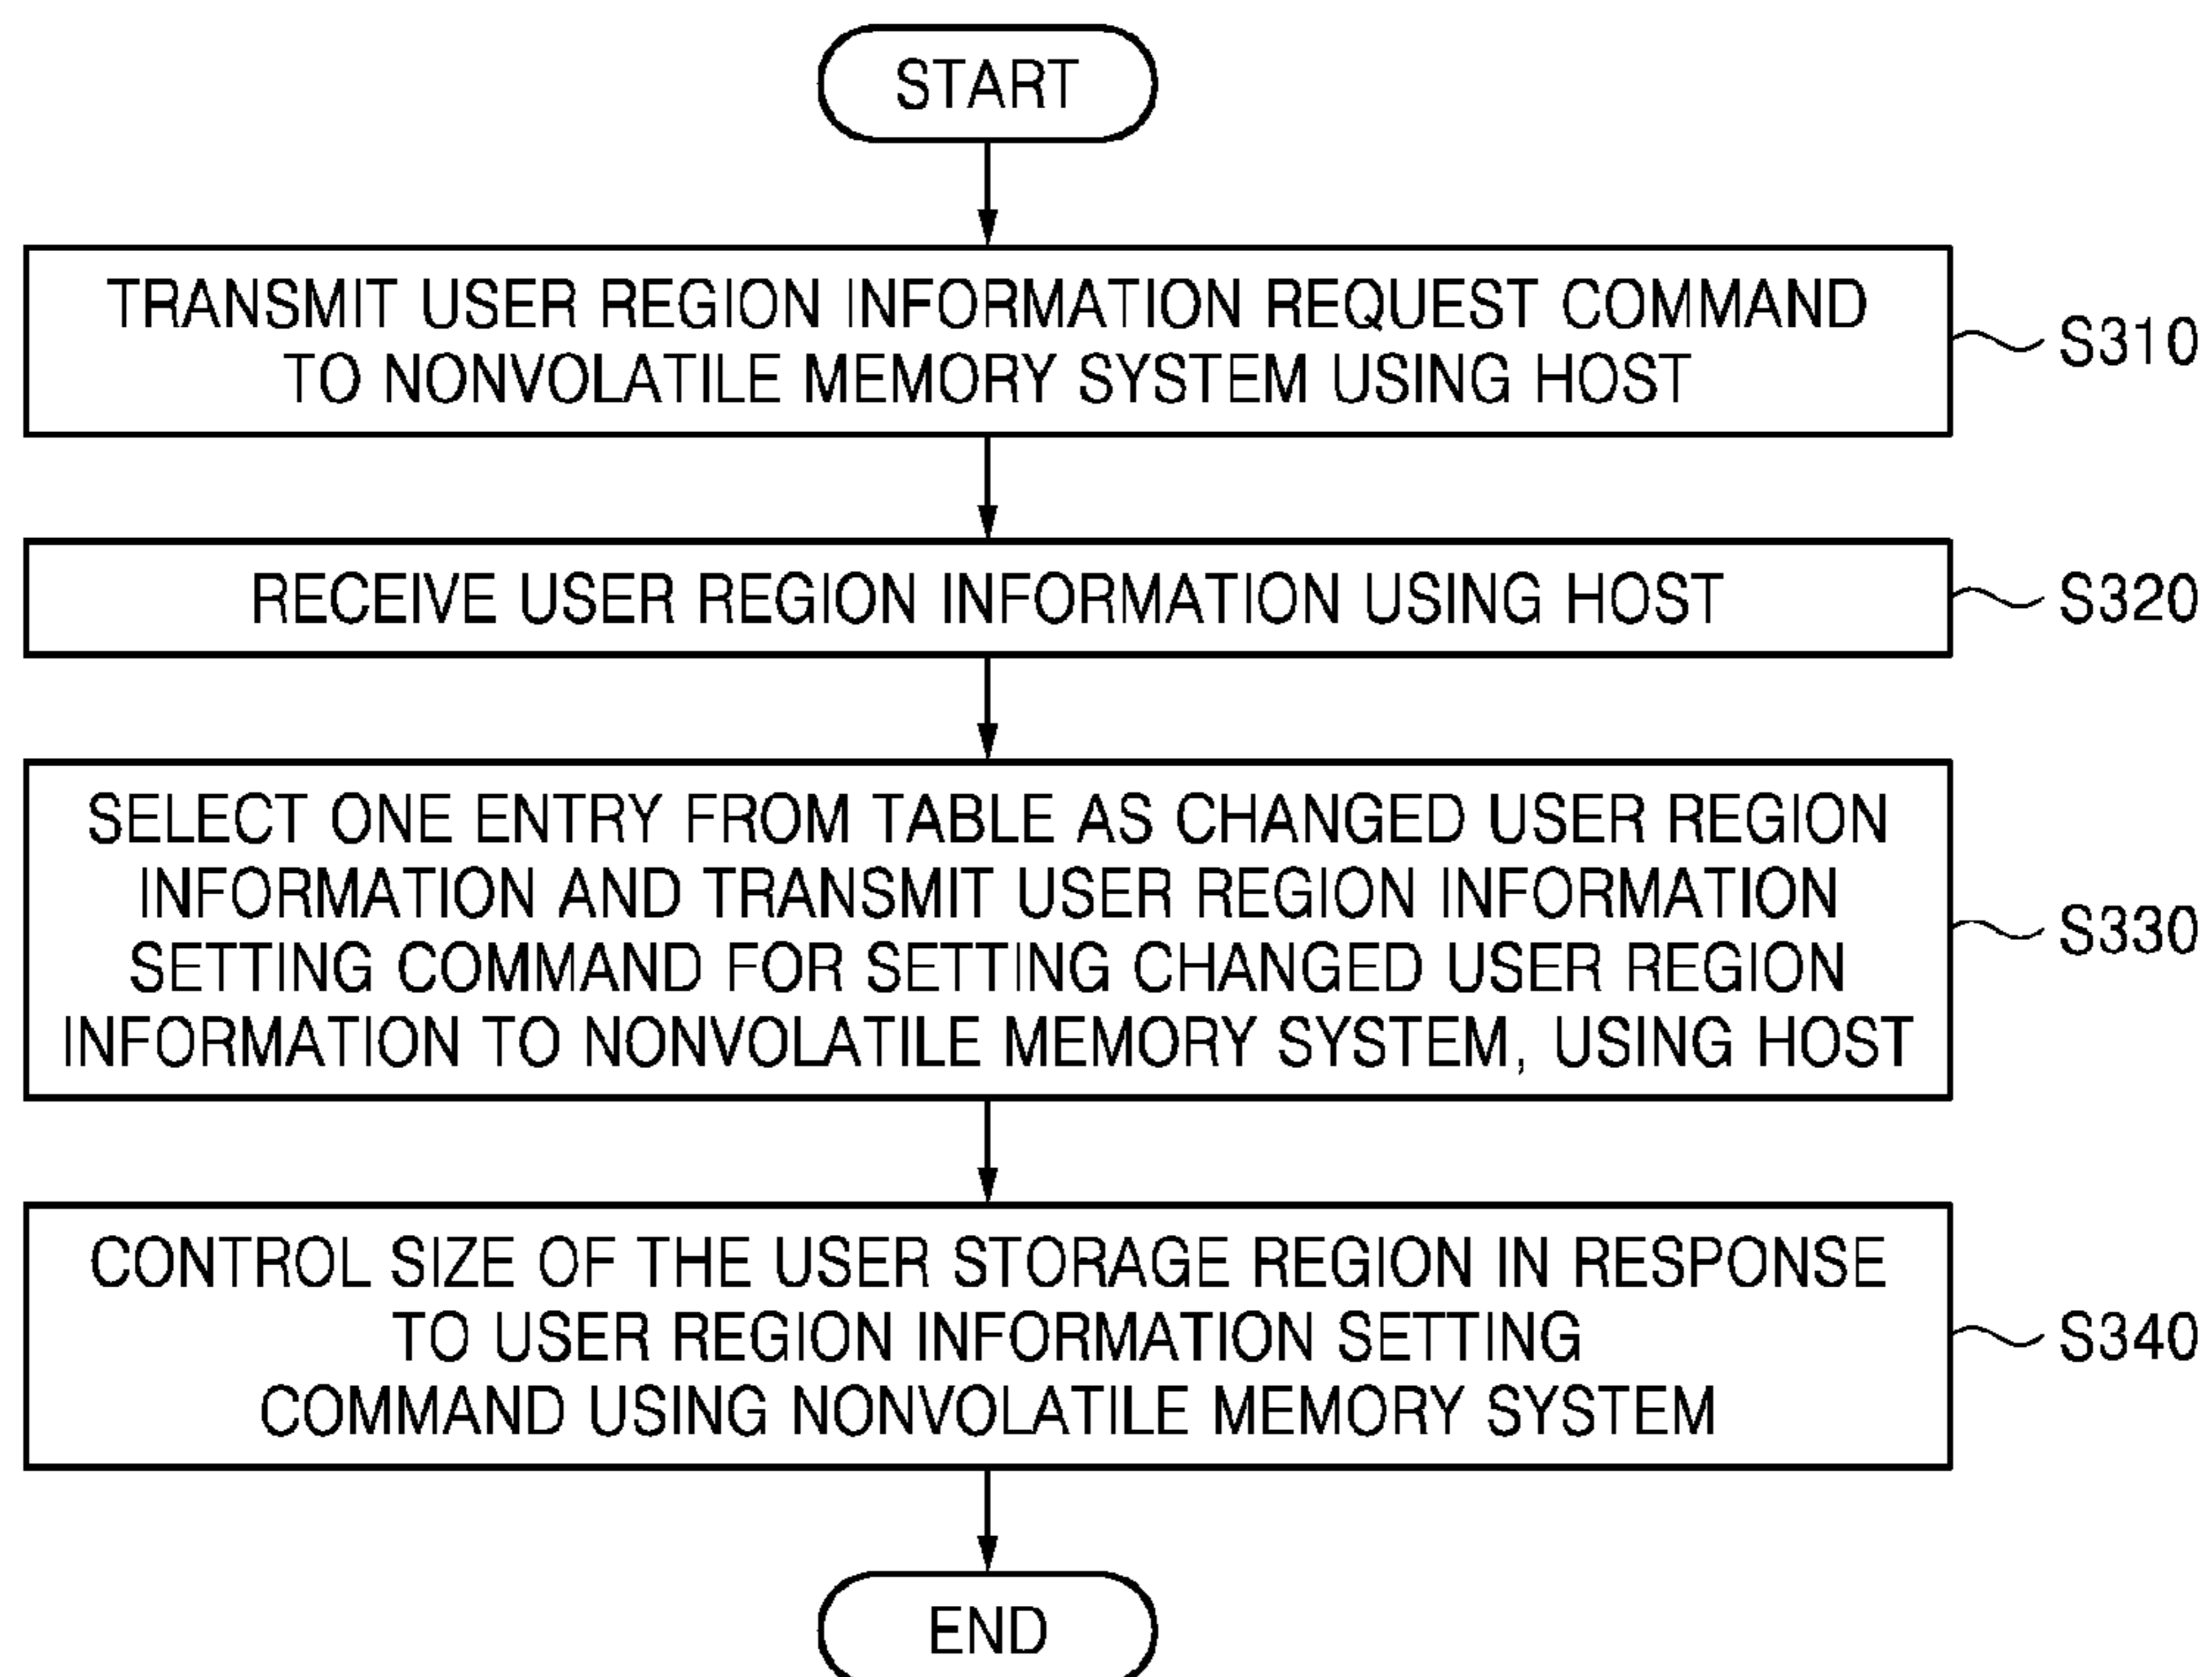 START
TRANSMIT USER REGION INFORMATION REQUEST COMMAND
TO NONVOLATILE MEMORY SYSTEM USING HOST
S310
RECEIVE USER REGION INFORMATION USING HOST
S320
SELECT ONE ENTRY FROM TABLE AS CHANGED USER REGION
INFORMATION AND TRANSMIT USER REGION INFORMATION
SETTING COMMAND FOR SETTING CHANGED USER REGION
INFORMATION TO NONVOLATILE MEMORY SYSTEM, USING HOST
S330
CONTROL SIZE OF THE USER STORAGE REGION IN RESPONSE
TO USER REGION INFORMATION SETTING
COMMAND USING NONVOLATILE MEMORY SYSTEM
S340
END